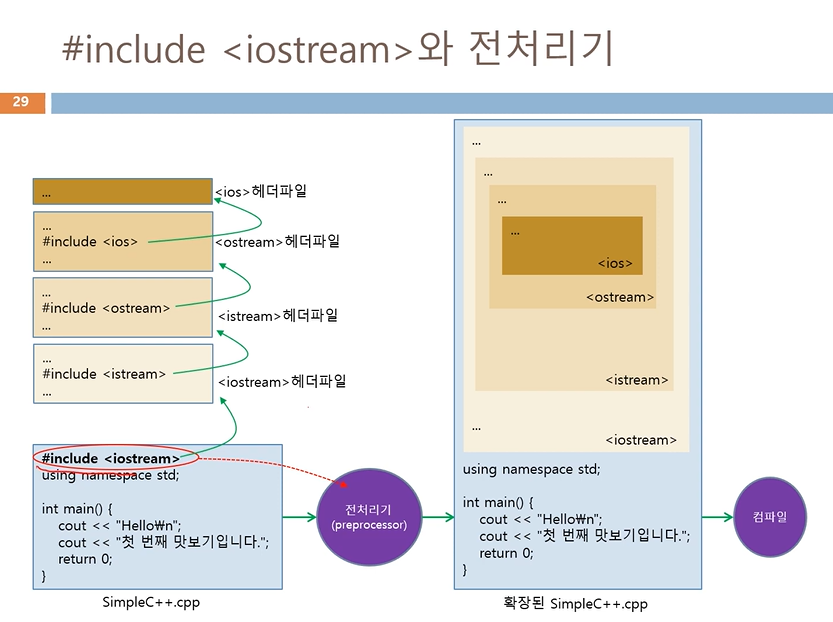 #include <iostream>와 전처리기
29
...
<ios>헤더파일
...
#include <ios>
...
<ostream>헤더파일
...
#include <ostream>
...
<istream>헤더파일
...
#include <istream>
...
<iostream>헤더파일
#include <iostream>
using namespace std;
int main() {
cout << "Hello₩n";
cout << "첫 번째 맛보기입니다.";
return 0;
}
SimpleC++.cpp
전처리기
(preprocessor)
...
...
...
...
<ios>
<ostream>
<istream>
...
<iostream>
using namespace std;
int main() {
cout << "Hello₩n";
cout << "첫 번째 맛보기입니다.";
return 0;
}
확장된 SimpleC++.cpp
컴파일